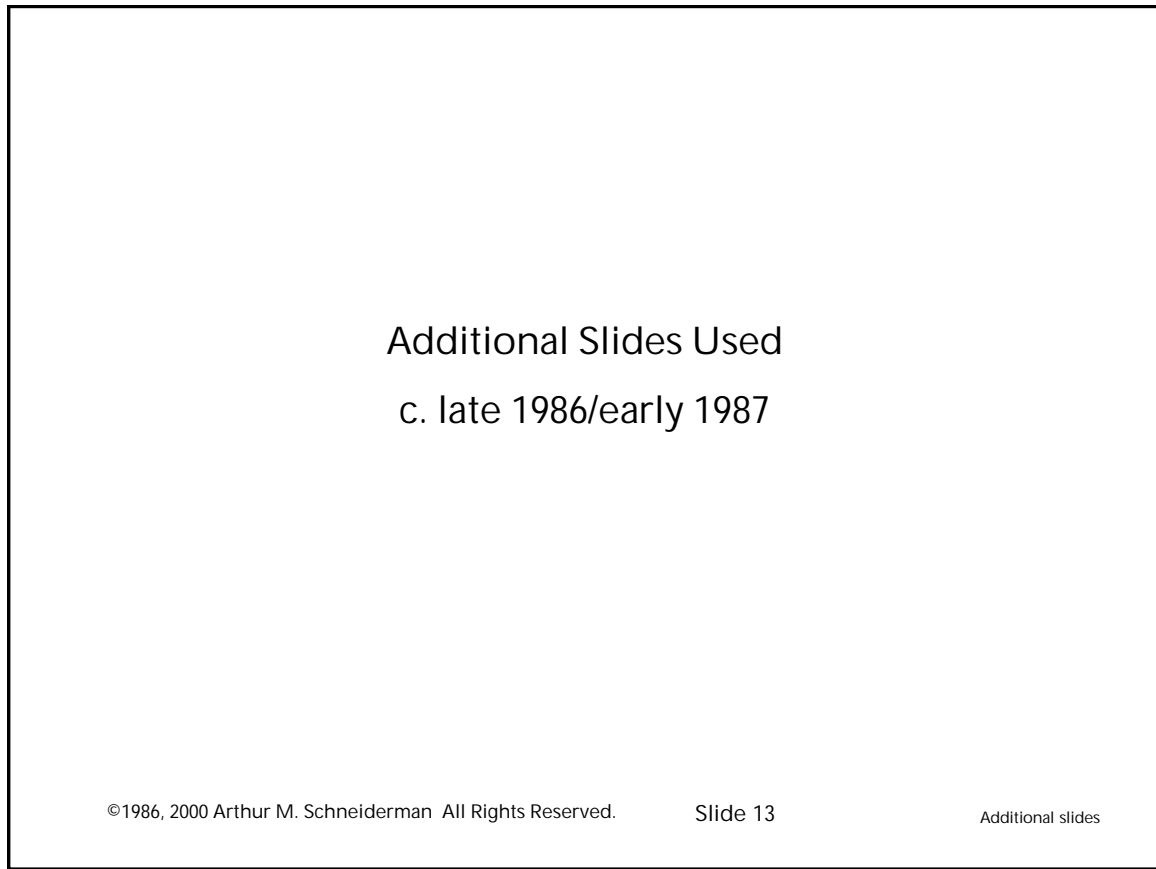 Additional Slides Used
c. late 1986/early 1987
©1986, 2000 Arthur M. Schneiderman All Rights Reserved. Slide 13 Additional slides